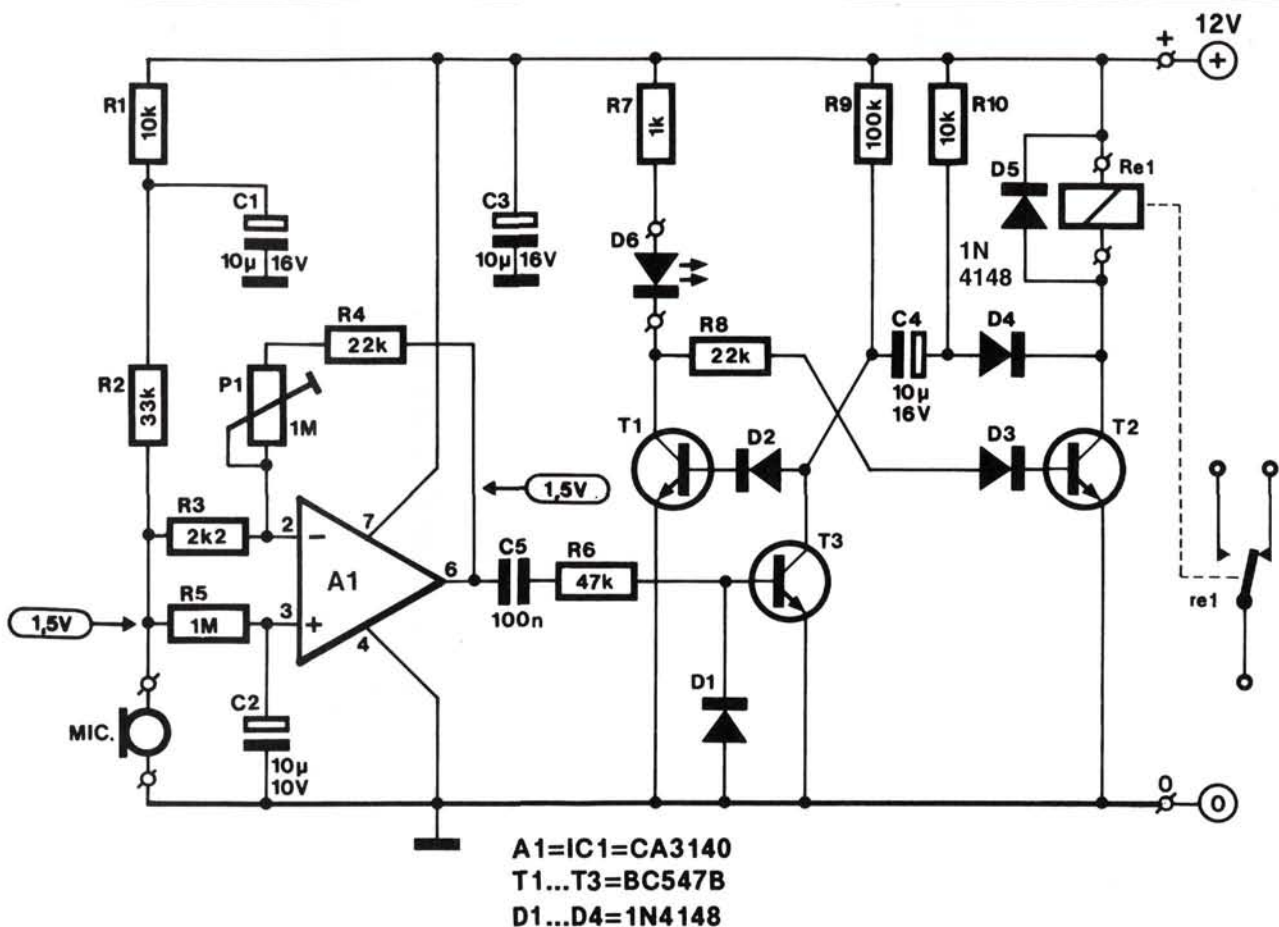 12V
+
+
R1
10k
R7
1k
R9
100k
R10
10k
C1
10µ
16V
C3
10µ
16V
D6
D5
Re1
1N
4148
R4
22k
R8
22k
C4
10µ
16V
D4
R2
33k
P1
1M
T1
D2
D3
T2
1,5V
R3
2k2
2
−
7
A1
6
C5
100n
R6
47k
T3
1,5V
R5
1M
3
+
4
re1
MIC.
C2
10µ
10V
D1
0
0
A1=IC1=CA3140
T1...T3=BC547B
D1...D4=1N4148